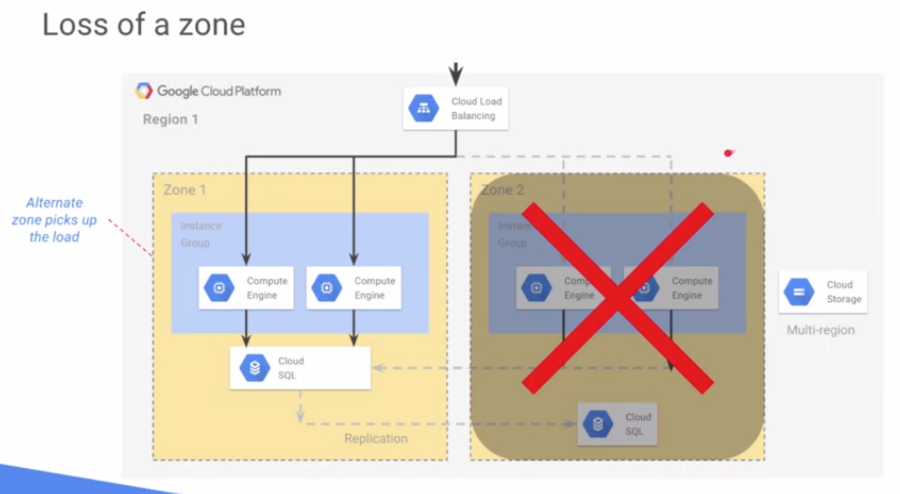 Loss of a zone
Google Cloud Platform
Region 1
Cloud Load
Balancing
Alternate
zone picks up
the load
Zone 1
Instance
Group
Compute
Engine
Compute
Engine
Cloud
SQL
Replication
Zone 2
Instance
Group
Compute
Engine
Compute
Engine
Cloud
SQL
Cloud
Storage
Multi-region